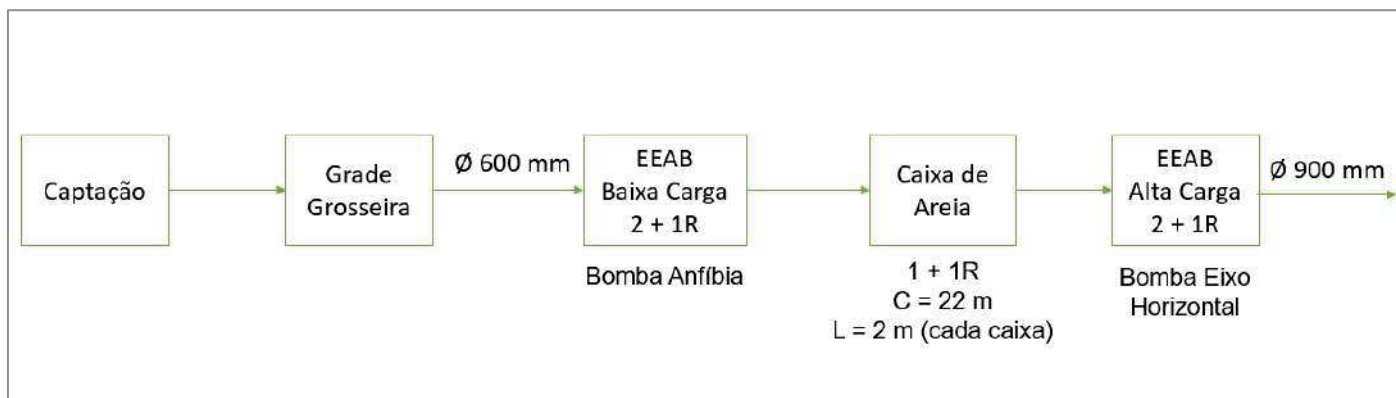 Captação
Grade
Grosseira
Ø 600 mm
EEAB
Baixa Carga
2 + 1R
Bomba Anfíbia
Caixa de
Areia
1 + 1R
C = 22 m
L = 2 m (cada caixa)
EEAB
Alta Carga
2 + 1R
Bomba Eixo
Horizontal
Ø 900 mm